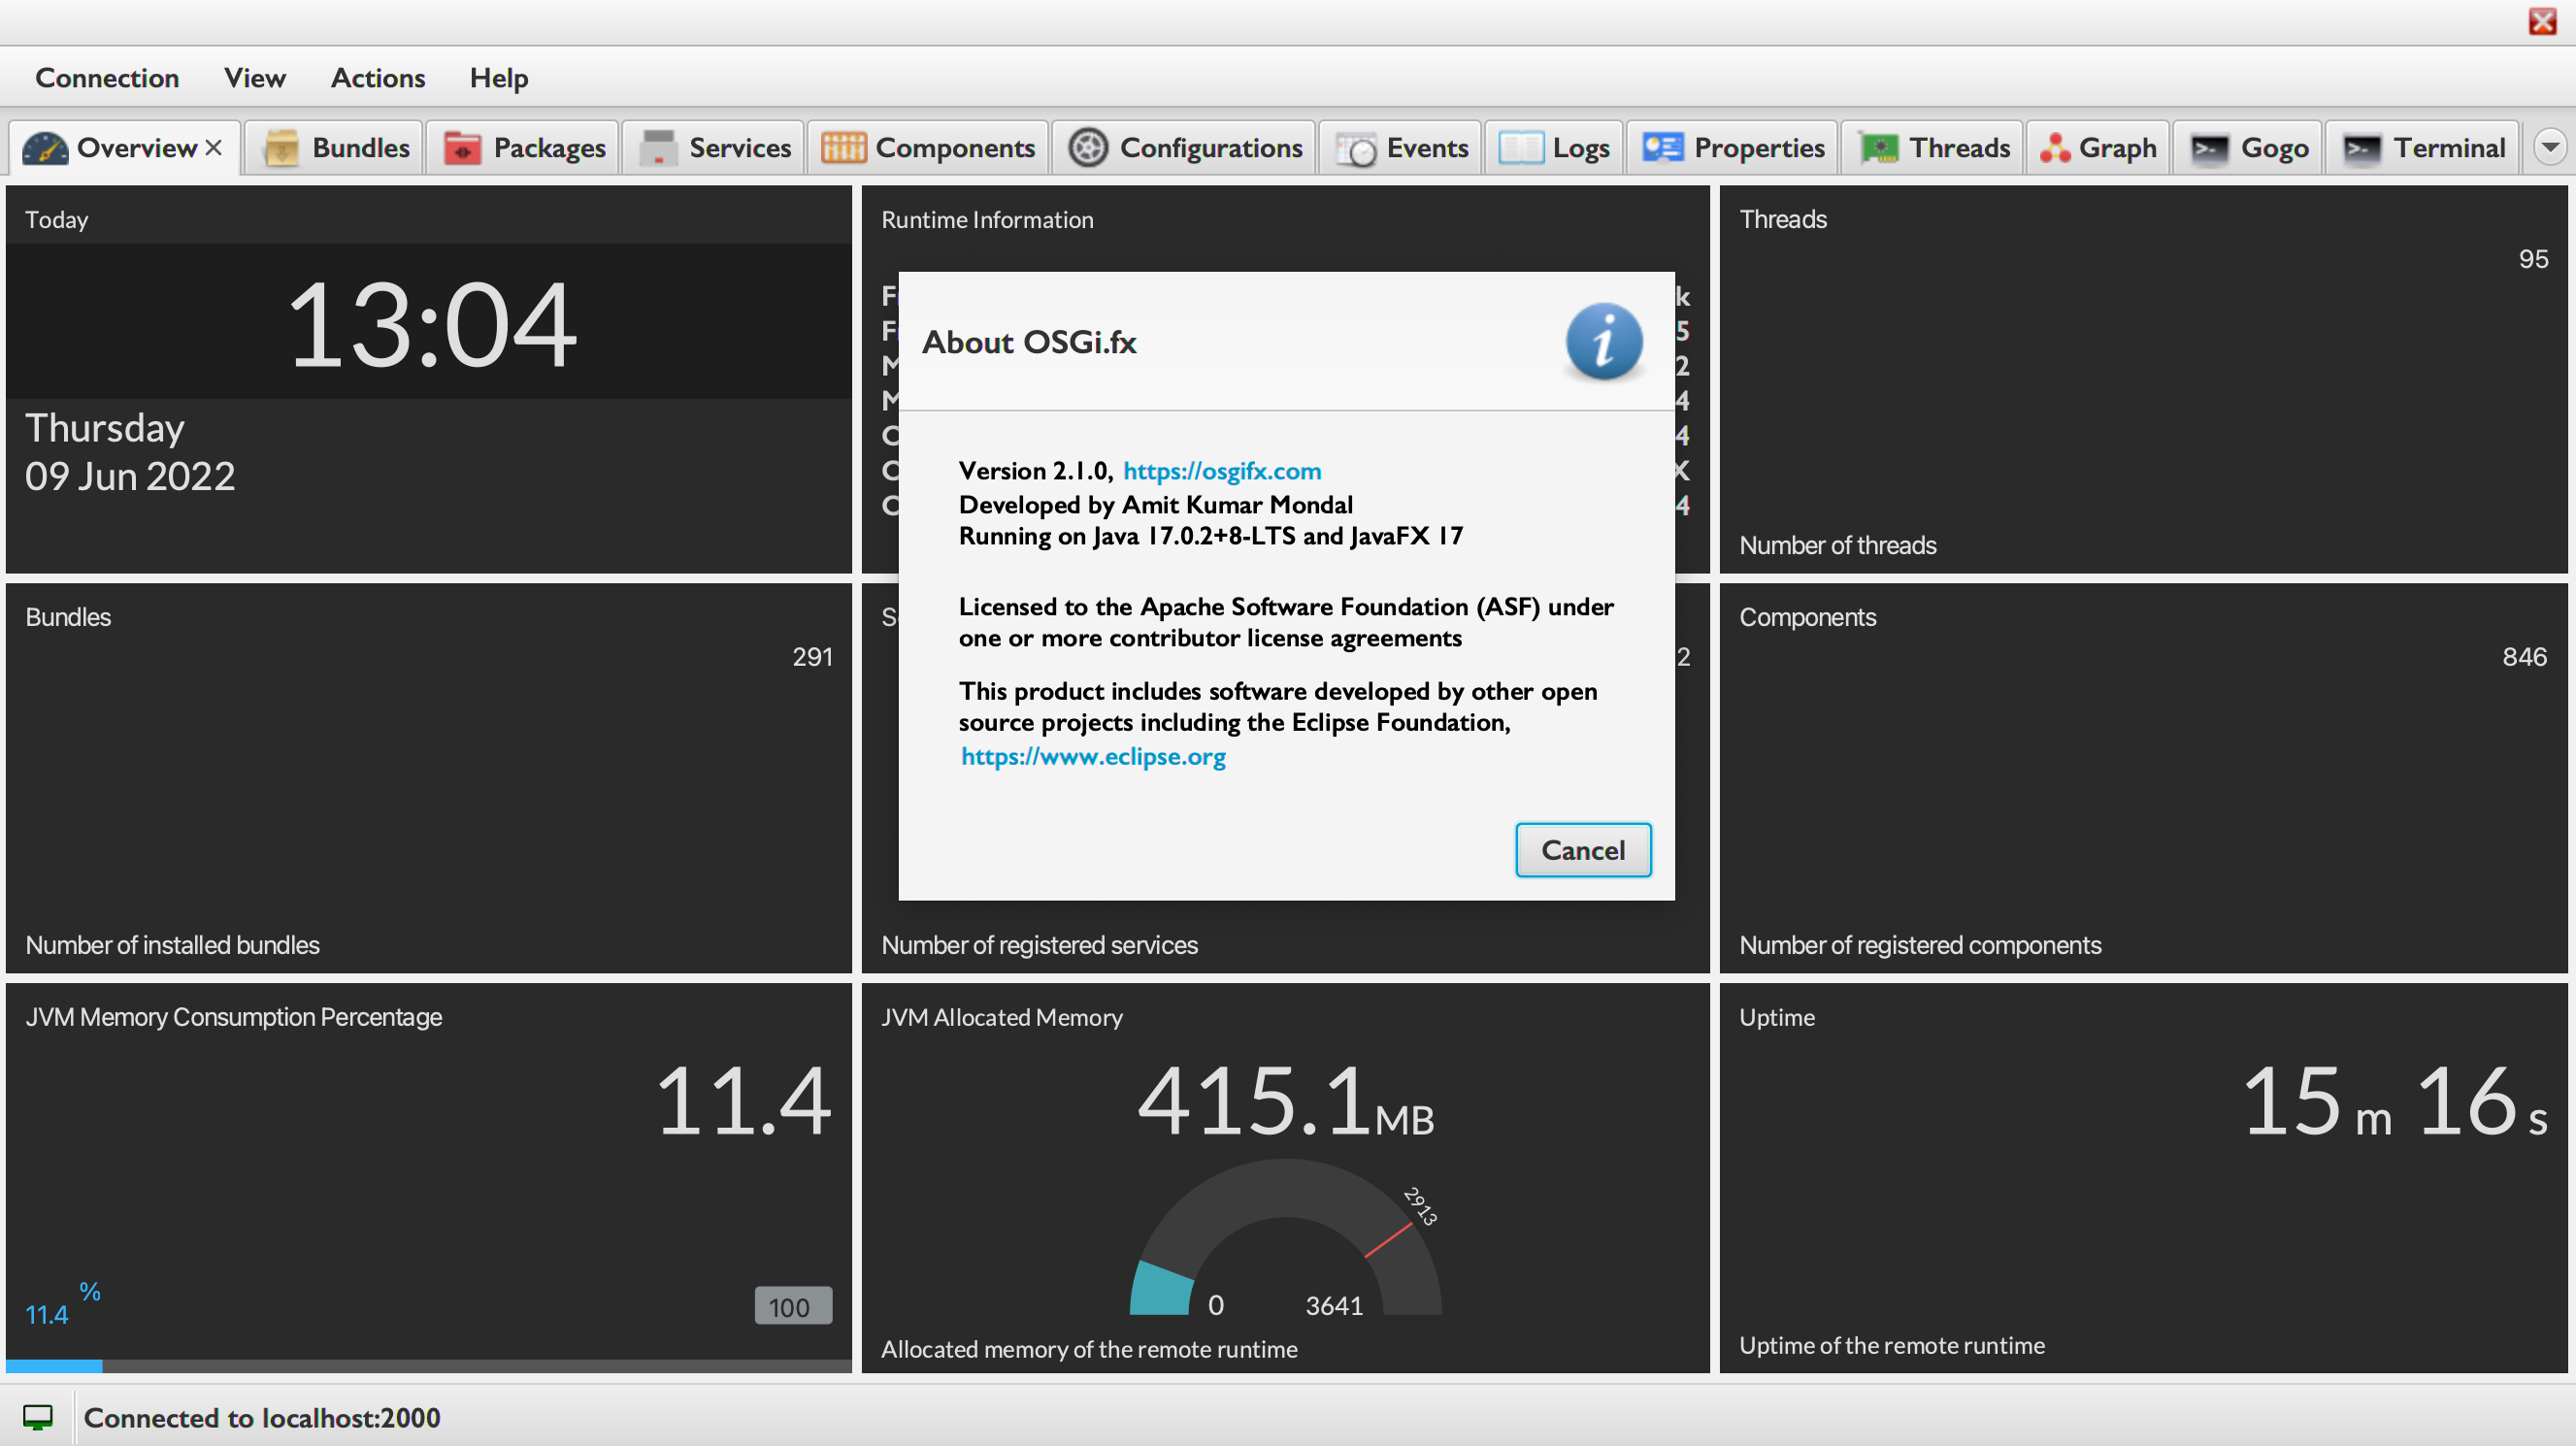 Connection View Actions Help
Overview Bundles Packages Services Components Configurations Events Logs Properties Threads Graph Gogo Terminal
Today
13:04
Thursday
09 Jun 2022
Runtime Information
Threads
95
Number of threads
About OSGi.fx
Version 2.1.0, https://osgifx.com
Developed by Amit Kumar Mondal
Running on Java 17.0.2+8-LTS and JavaFX 17
Licensed to the Apache Software Foundation (ASF) under
one or more contributor license agreements
This product includes software developed by other open
source projects including the Eclipse Foundation,
https://www.eclipse.org
Cancel
Bundles
291
Number of installed bundles
Number of registered services
Components
846
Number of registered components
JVM Memory Consumption Percentage
11.4
11.4 %
100
JVM Allocated Memory
415.1 MB
2913
0 3641
Allocated memory of the remote runtime
Uptime
15 m 16 s
Uptime of the remote runtime
Connected to localhost:2000